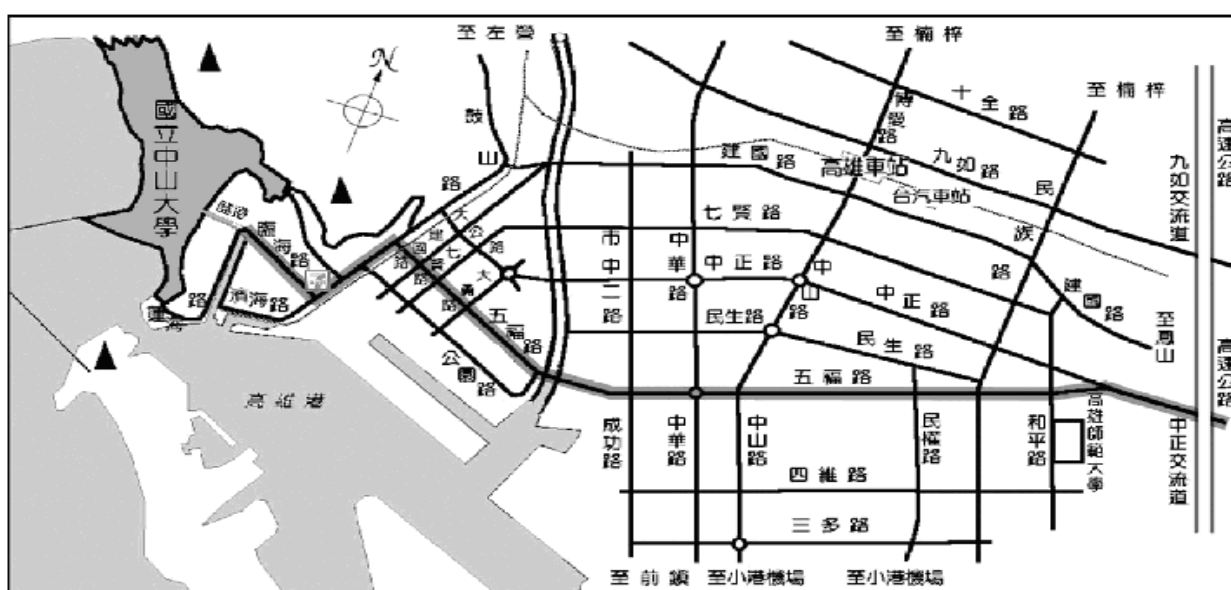 至左營
至楠梓
至楠梓
N
國立中山大學
鼓山路
博愛路
十全路
九如路
建國路
高雄車站
台汽車站
民族路
九如交流道
高速公路
臨海路
濱海路
蓮海路
大公路
建國路
七賢路
大勇路
五福路
公園路
七賢路
市中二路
中華路
中正路
中山路
中正路
建國路
至鳳山
民生路
民生路
五福路
高速公路
高雄港
成功路
中華路
中山路
民權路
和平路
高雄師範大學
中正交流道
四維路
三多路
至前鎮
至小港機場
至小港機場